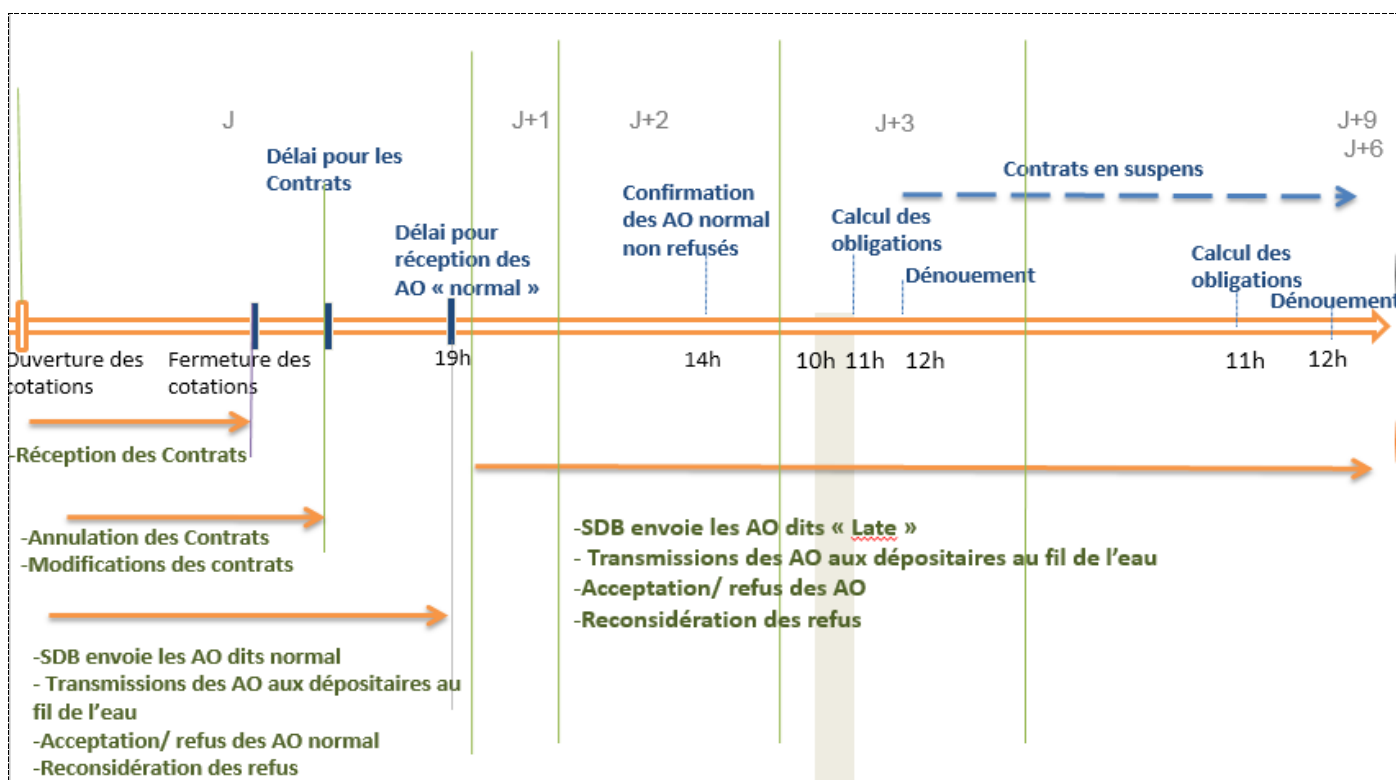 J
J+1
J+2
J+3
J+9
J+6
Délai pour les
Contrats
Contrats en suspens
Confirmation
des AO normal
non refusés
Calcul des
obligations
Délai pour
réception des
AO « normal »
Calcul des
obligations
Dénouement
Dénouement
Ouverture des
cotations
Fermeture des
cotations
19h
14h
10h
11h
12h
11h
12h
-Réception des Contrats
-Annulation des Contrats
-Modifications des contrats
-SDB envoie les AO dits « Late »
- Transmissions des AO aux dépositaires au fil de l’eau
-Acceptation/ refus des AO
-Reconsidération des refus
-SDB envoie les AO dits normal
- Transmissions des AO aux dépositaires au
fil de l’eau
-Acceptation/ refus des AO normal
-Reconsidération des refus